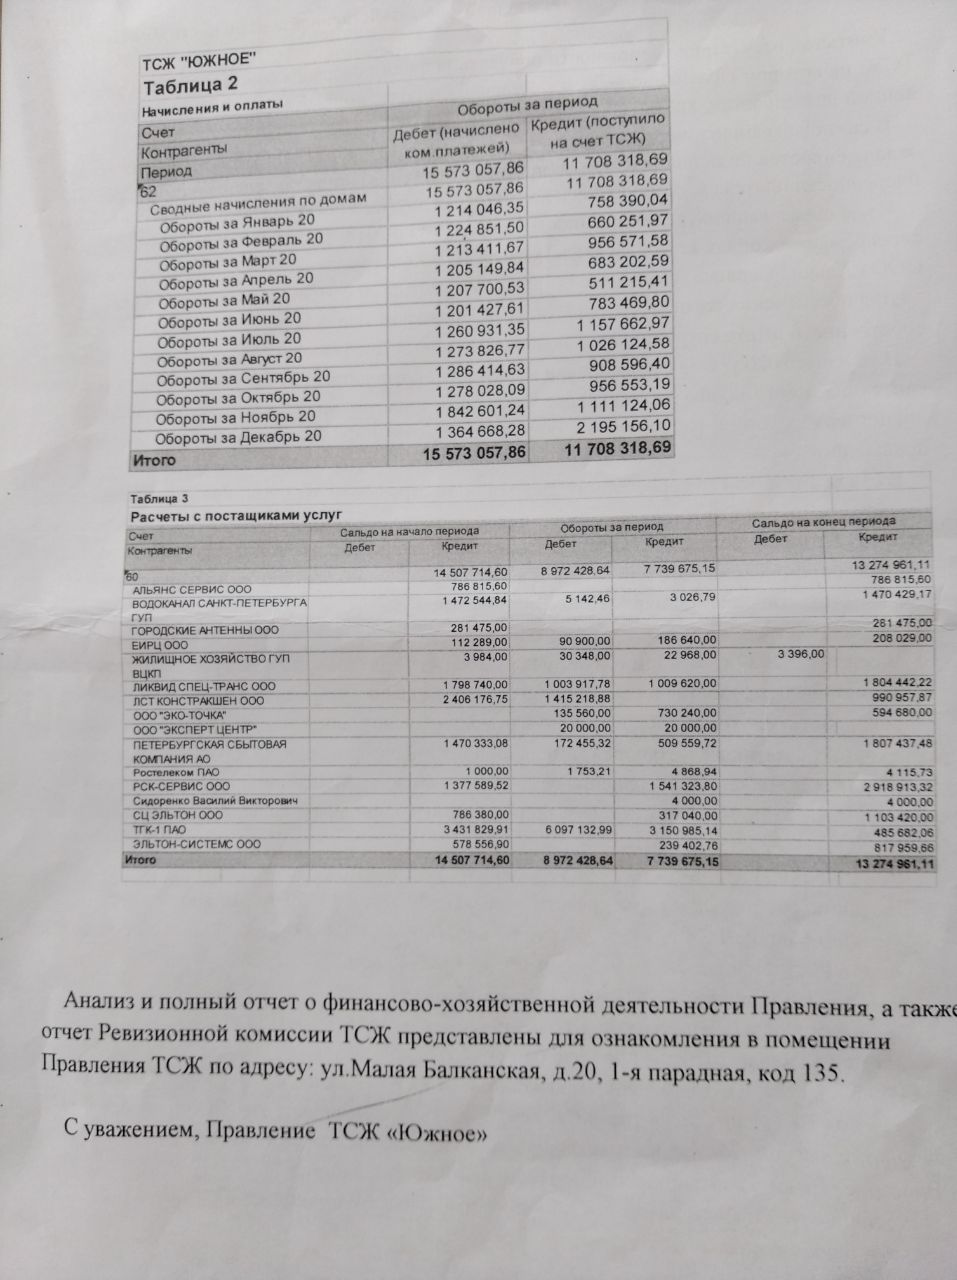 ТСЖ "ЮЖНОЕ"
Таблица 2
Начисления и оплаты
Счет Обороты за период
Контрагенты Дебет (начислено ком.платежей) Кредит (поступило на счет ТСЖ)
Период
62 15 573 057,86 11 708 318,69
Сводные начисления по домам 15 573 057,86 11 708 318,69
Обороты за Январь 20 1 214 046,35 758 390,04
Обороты за Февраль 20 1 224 851,50 660 251,97
Обороты за Март 20 1 213 411,67 956 571,58
Обороты за Апрель 20 1 205 149,84 683 202,59
Обороты за Май 20 1 207 700,53 511 215,41
Обороты за Июнь 20 1 201 427,61 783 469,80
Обороты за Июль 20 1 260 931,35 1 157 662,97
Обороты за Август 20 1 273 826,77 1 026 124,58
Обороты за Сентябрь 20 1 286 414,63 908 596,40
Обороты за Октябрь 20 1 278 028,09 956 553,19
Обороты за Ноябрь 20 1 842 601,24 1 111 124,06
Обороты за Декабрь 20 1 364 668,28 2 195 156,10
Итого 15 573 057,86 11 708 318,69
Таблица 3
Расчеты с постащиками услуг
Счет Сальдо на начало периода Обороты за период Сальдо на конец периода
Контрагенты Дебет Кредит Дебет Кредит Дебет Кредит
60 14 507 714,60 8 972 428,64 7 739 675,15 13 274 961,11
АЛЬЯНС СЕРВИС ООО 786 815,60 786 815,60
ВОДОКАНАЛ САНКТ-ПЕТЕРБУРГА 1 472 544,84 5 142,46 3 026,79 1 470 429,17
ГУП
ГОРОДСКИЕ АНТЕННЫ ООО 281 475,00 281 475,00
ЕИРЦ ООО 112 289,00 90 900,00 186 640,00 208 029,00
ЖИЛИЩНОЕ ХОЗЯЙСТВО ГУП 3 984,00 30 348,00 22 968,00 3 396,00
ВЦКП
ЛИКВИД СПЕЦ-ТРАНС ООО 1 798 740,00 1 003 917,78 1 009 620,00 1 804 442,22
ЛСТ КОНСТРАКШЕН ООО 2 406 176,75 1 415 218,88 990 957,87
ООО "ЭКО-ТОЧКА" 135 560,00 730 240,00 594 680,00
ООО "ЭКСПЕРТ ЦЕНТР" 20 000,00 20 000,00
ПЕТЕРБУРГСКАЯ СБЫТОВАЯ 1 470 333,08 172 455,32 509 559,72 1 807 437,48
КОМПАНИЯ АО
Ростелеком ПАО 1 000,00 1 753,21 4 868,94 4 115,73
РСК-СЕРВИС ООО 1 377 589,52 1 541 323,80 2 918 913,32
Сидоренко Василий Викторович 4 000,00 4 000,00
СЦ ЭЛЬТОН ООО 786 380,00 317 040,00 1 103 420,00
ТГК-1 ПАО 3 431 829,91 6 097 132,99 3 150 985,14 485 682,06
ЭЛЬТОН-СИСТЕМС ООО 578 556,90 239 402,76 817 959,66
Итого 14 507 714,60 8 972 428,64 7 739 675,15 13 274 961,11
Анализ и полный отчет о финансово-хозяйственной деятельности Правления, а также
отчет Ревизионной комиссии ТСЖ представлены для ознакомления в помещении
Правления ТСЖ по адресу: ул.Малая Балканская, д.20, 1-я парадная, код 135.
С уважением, Правление ТСЖ «Южное»